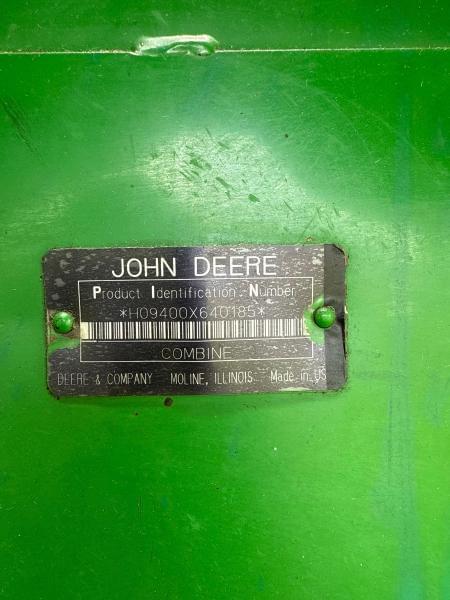 JOHN DEERE
Product Identification Number
*H09400X640185*
COMBINE
DEERE & COMPANY MOLINE, ILLINOIS Made in US